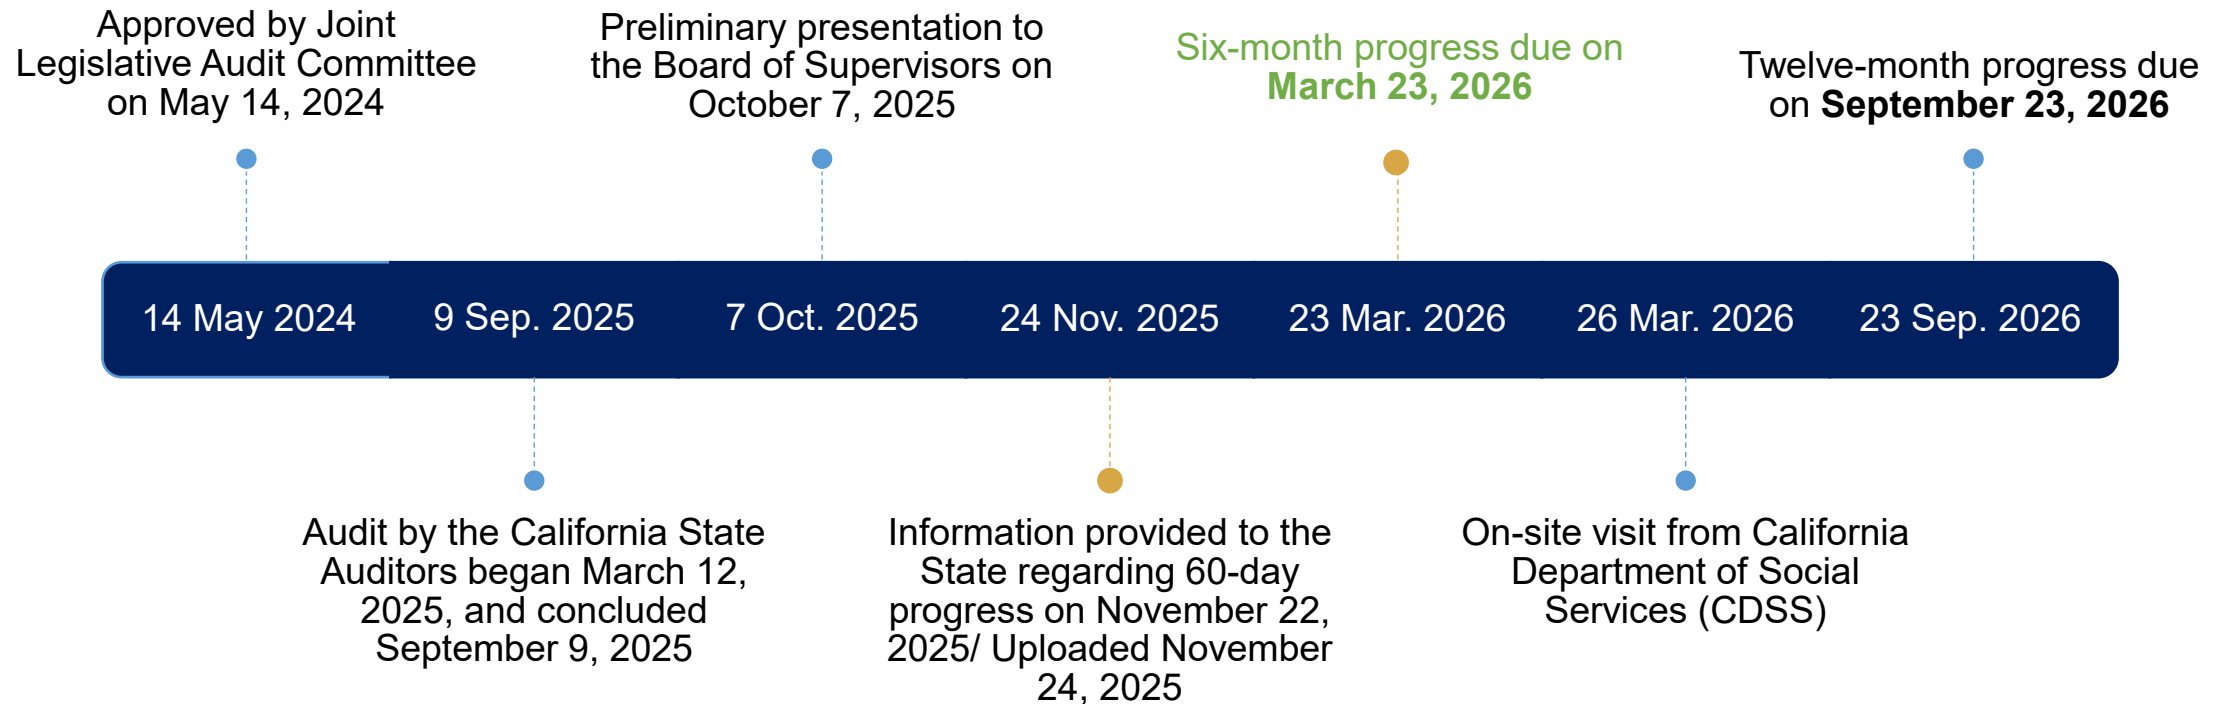 Approved by Joint
Legislative Audit Committee
on May 14, 2024
Preliminary presentation to
the Board of Supervisors on
October 7, 2025
Six-month progress due on
March 23, 2026
Twelve-month progress due
on September 23, 2026
14 May 2024
9 Sep. 2025
7 Oct. 2025
24 Nov. 2025
23 Mar. 2026
26 Mar. 2026
23 Sep. 2026
Audit by the California State
Auditors began March 12,
2025, and concluded
September 9, 2025
Information provided to the
State regarding 60-day
progress on November 22,
2025/ Uploaded November
24, 2025
On-site visit from California
Department of Social
Services (CDSS)